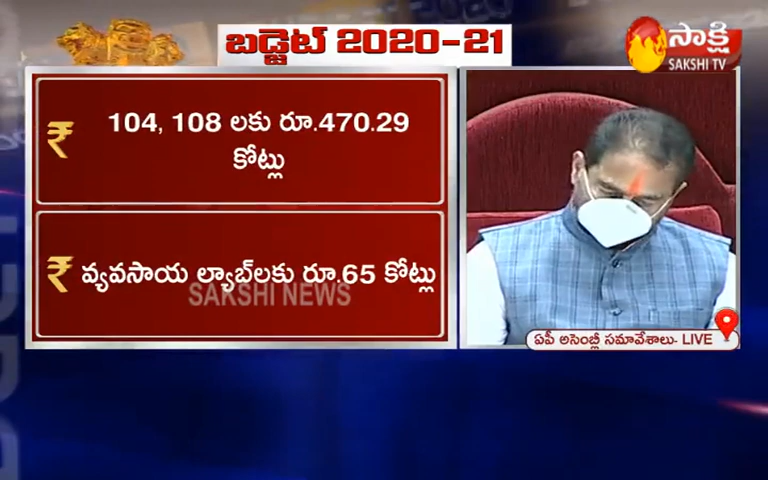 బడ్జెట్ 2020-21
సాక్షి
SAKSHI TV
104, 108 లకు రూ.470.29
కోట్లు
వ్యవసాయ ల్యాబ్‌లకు రూ.65 కోట్లు
SAKSHI NEWS
ఏపీ అసెంబ్లీ సమావేశాలు- LIVE